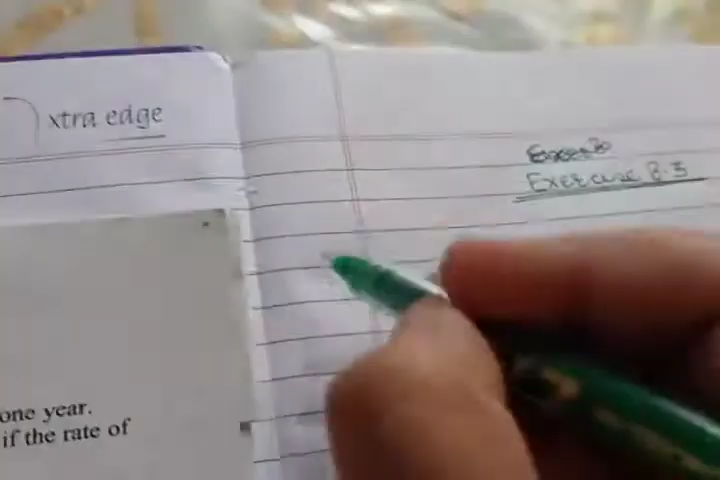 xtra edge
Exercise 8.3
one year.
if the rate of